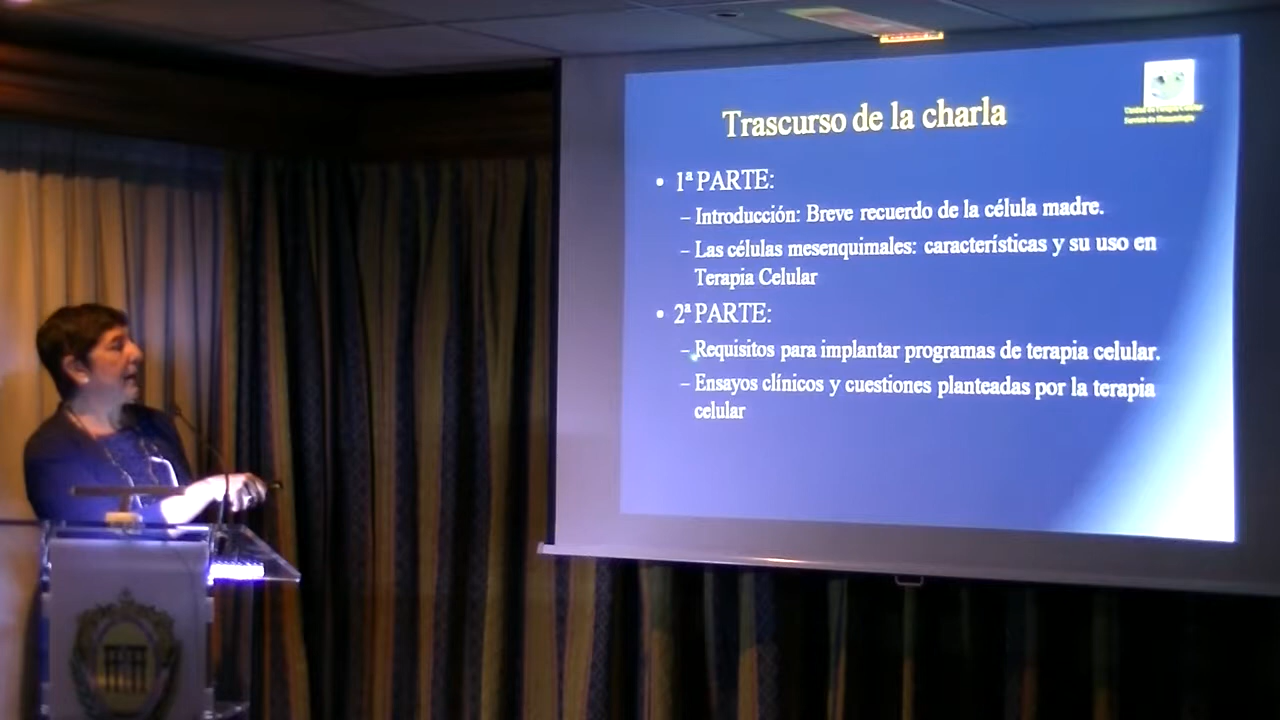 Trascurso de la charla
• 1ª PARTE:
– Introducción: Breve recuerdo de la célula madre.
– Las células mesenquimales: características y su uso en
Terapia Celular
• 2ª PARTE:
– Requisitos para implantar programas de terapia celular.
– Ensayos clínicos y cuestiones planteadas por la terapia
celular